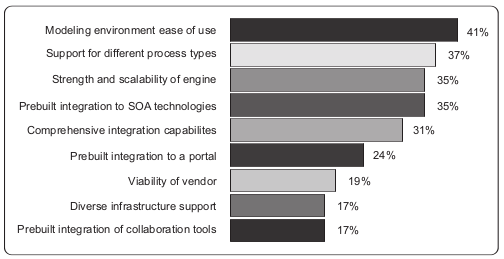 Modeling environment ease of use 41%
Support for different process types 37%
Strength and scalability of engine 35%
Prebuilt integration to SOA technologies 35%
Comprehensive integration capabilites 31%
Prebuilt integration to a portal 24%
Viability of vendor 19%
Diverse infrastructure support 17%
Prebuilt integration of collaboration tools 17%